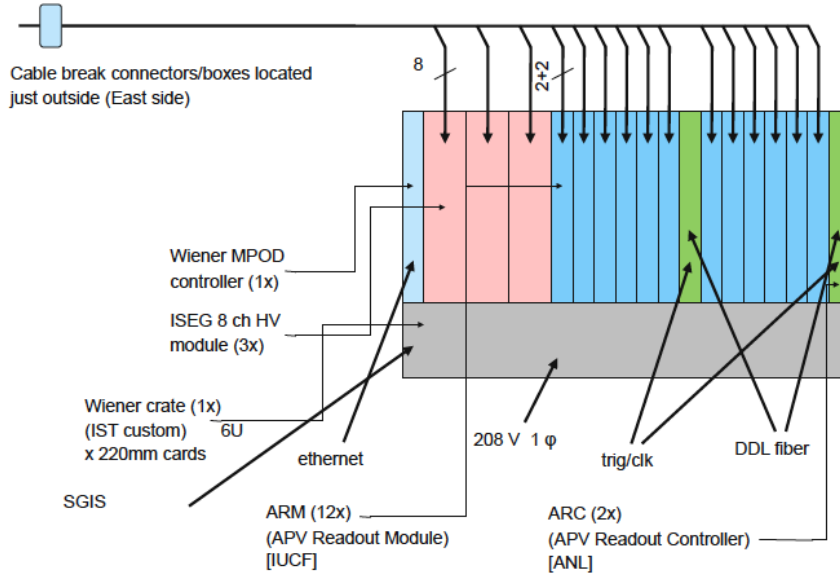 Cable break connectors/boxes located
just outside (East side)
8
2+2
Wiener MPOD
controller (1x)
ISEG 8 ch HV
module (3x)
Wiener crate (1x)
(IST custom) 6U
x 220mm cards
ethernet
208 V 1 φ
trig/clk
DDL fiber
SGIS
ARM (12x)
(APV Readout Module)
[IUCF]
ARC (2x)
(APV Readout Controller)
[ANL]